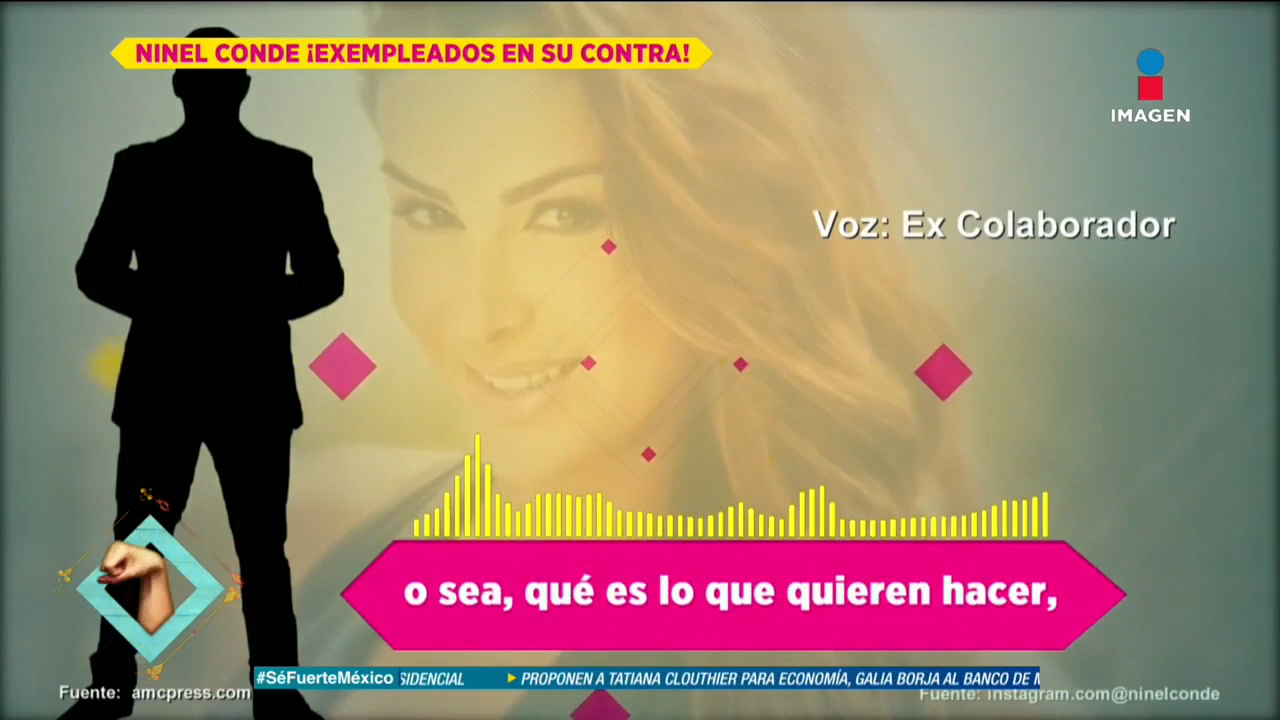 NINEL CONDE ¡EXEMPLEADOS EN SU CONTRA!
IMAGEN
Voz: Ex Colaborador
o sea, qué es lo que quieren hacer,
#SéFuerteMéxico SIDENCIAL PROPONEN A TATIANA CLOUTHIER PARA ECONOMÍA, GALIA BORJA AL BANCO DE
Fuente: amcpress.com
Fuente: instagram.com@ninelconde